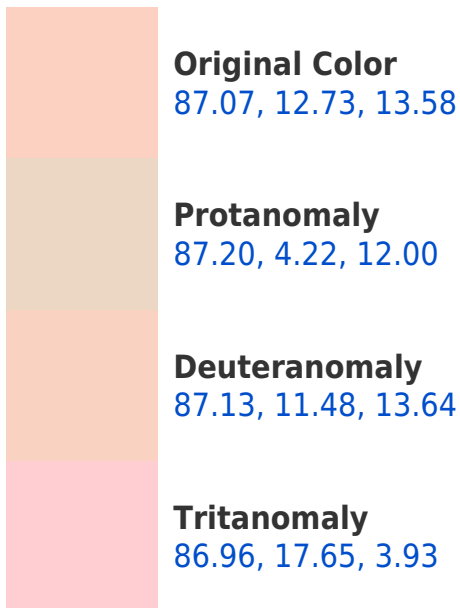 Original Color
87.07, 12.73, 13.58
Protanomaly
87.20, 4.22, 12.00
Deuteranomaly
87.13, 11.48, 13.64
Tritanomaly
86.96, 17.65, 3.93